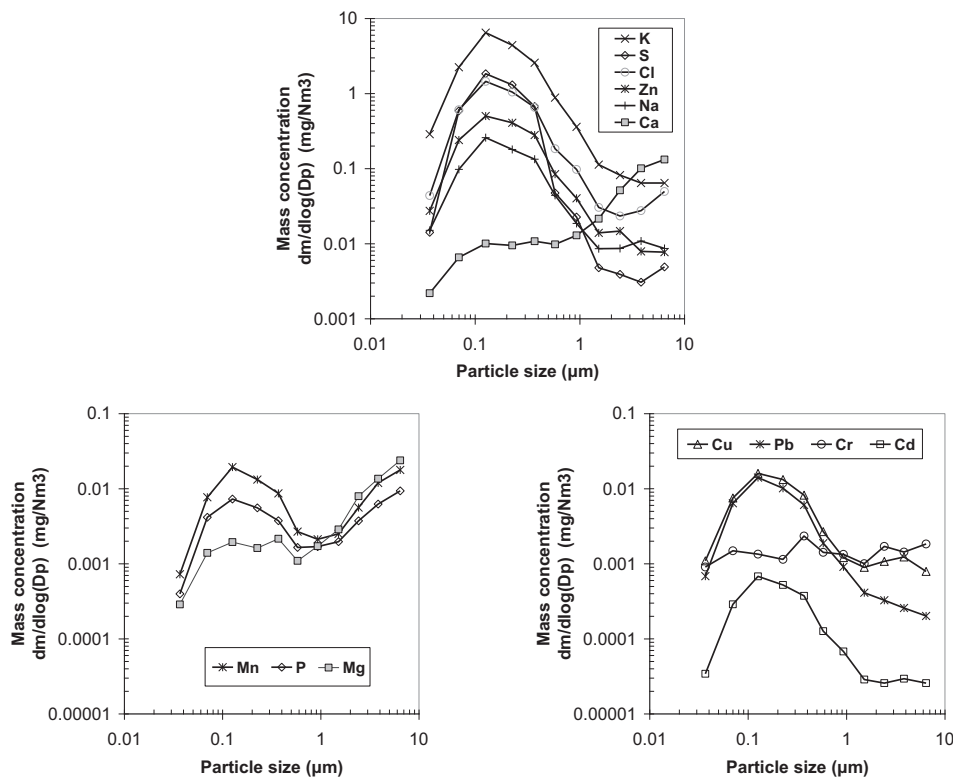 Mass concentration
dm/dlog(Dp) (mg/Nm3)
10
1
0.1
0.01
0.001
K
S
Cl
Zn
Na
Ca
0.01 0.1 1 10
Particle size (µm)
Mass concentration
dm/dlog(Dp) (mg/Nm3)
0.1
0.01
0.001
0.0001
0.00001
Mn P Mg
0.01 0.1 1 10
Particle size (µm)
Mass concentration
dm/dlog(Dp) (mg/Nm3)
0.1
0.01
0.001
0.0001
0.00001
Cu Pb Cr Cd
0.01 0.1 1 10
Particle size (µm)